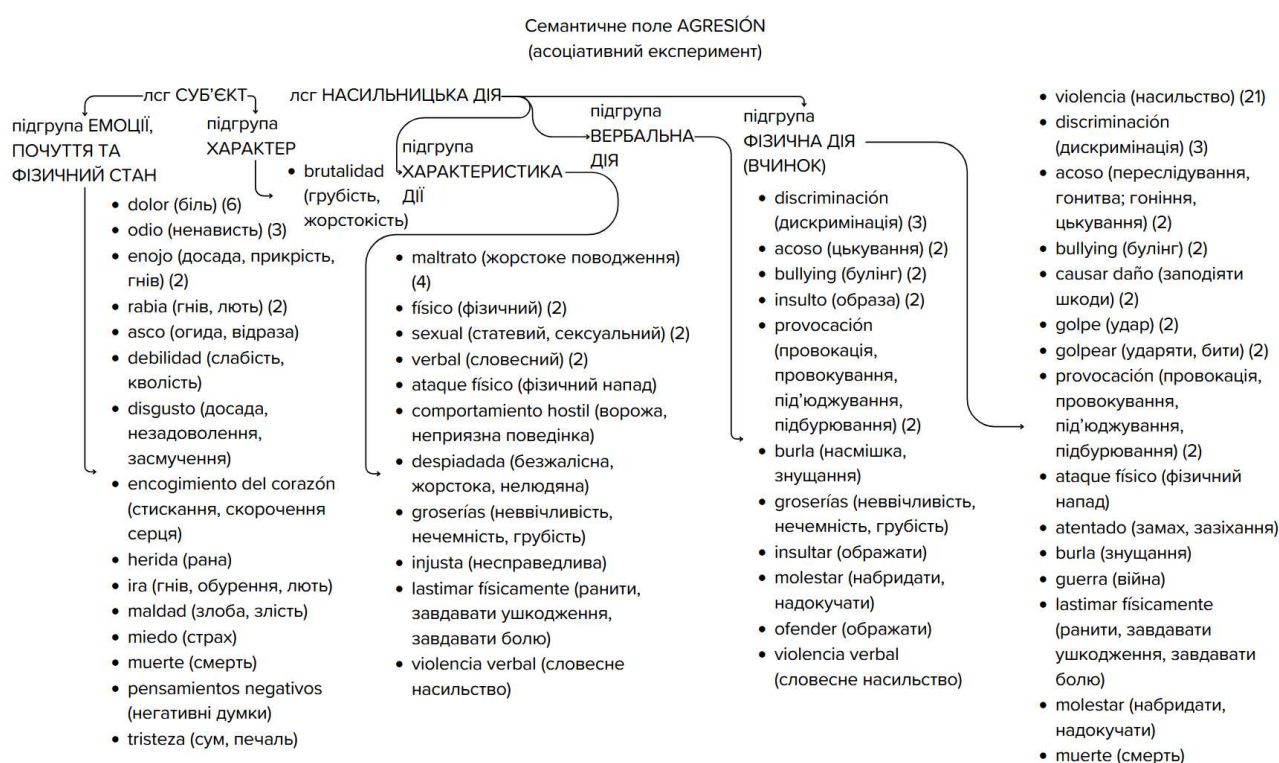 Семантичне поле AGRESIÓN
(асоціативний експеримент)
лсг СУБ’ЄКТ
підгрупа ЕМОЦІЇ,
ПОЧУТТЯ ТА
ФІЗИЧНИЙ СТАН
• dolor (біль) (6)
• odio (ненависть) (3)
• enojo (досада, прикрість,
гнів) (2)
• rabia (гнів, лють) (2)
• asco (огида, відраза)
• debilidad (слабість,
кволість)
• disgusto (досада,
незадоволення,
засмучення)
• encogimiento del corazón
(стискання, скорочення
серця)
• herida (рана)
• ira (гнів, обурення, лють)
• maldad (злоба, злість)
• miedo (страх)
• muerte (смерть)
• pensamientos negativos
(негативні думки)
• tristeza (сум, печаль)
підгрупа
ХАРАКТЕР
• brutalidad
(грубість,
жорстокість)
лсг НАСИЛЬНИЦЬКА ДІЯ
підгрупа
ХАРАКТЕРИСТИКА
ДІЇ
• maltrato (жорстоке поводження)
(4)
• físico (фізичний) (2)
• sexual (статевий, сексуальний) (2)
• verbal (словесний) (2)
• ataque físico (фізичний напад)
• comportamiento hostil (ворожа,
неприязна поведінка)
• despiadada (безжалісна,
жорстока, нелюдяна)
• groserías (неввічливість,
нечемність, грубість)
• injusta (несправедлива)
• lastimar físicamente (ранити,
завдавати ушкодження,
завдавати болю)
• violencia verbal (словесне
насильство)
підгрупа
ВЕРБАЛЬНА
ДІЯ
підгрупа
ФІЗИЧНА ДІЯ
(ВЧИНОК)
• discriminación
(дискримінація) (3)
• acoso (цькування) (2)
• bullying (булінг) (2)
• insulto (образа) (2)
• provocación
(провокація,
провокування,
під’юджування,
підбурювання) (2)
• burla (насмішка,
знущання)
• groserías (неввічливість,
нечемність, грубість)
• insultar (ображати)
• molestar (набридати,
надокучати)
• ofender (ображати)
• violencia verbal
(словесне насильство)
• violencia (насильство) (21)
• discriminación
(дискримінація) (3)
• acoso (переслідування,
гонитва; гоніння,
цькування) (2)
• bullying (булінг) (2)
• causar daño (заподіяти
шкоди) (2)
• golpe (удар) (2)
• golpear (ударяти, бити) (2)
• provocación (провокація,
провокування,
під’юджування,
підбурювання) (2)
• ataque físico (фізичний
напад)
• atentado (замах, зазіхання)
• burla (знущання)
• guerra (війна)
• lastimar físicamente
(ранити, завдавати
ушкодження, завдавати
болю)
• molestar (набридати,
надокучати)
• muerte (смерть)